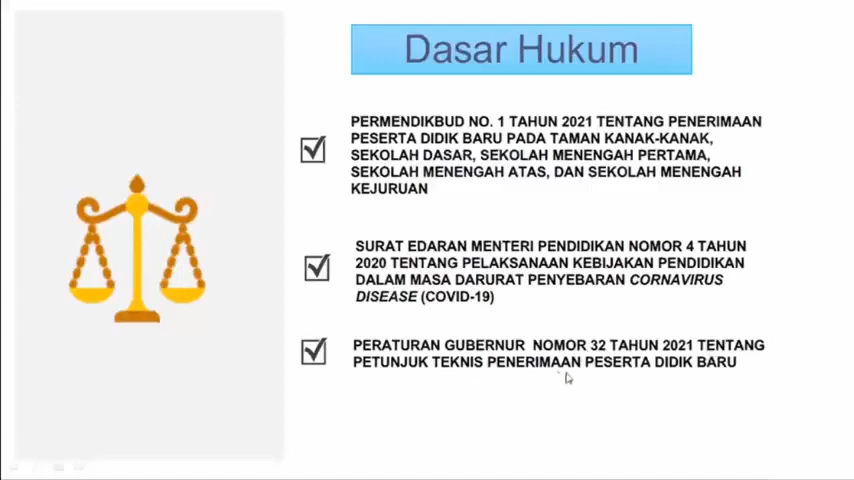 Dasar Hukum
PERMENDIKBUD NO. 1 TAHUN 2021 TENTANG PENERIMAAN
PESERTA DIDIK BARU PADA TAMAN KANAK-KANAK,
SEKOLAH DASAR, SEKOLAH MENENGAH PERTAMA,
SEKOLAH MENENGAH ATAS, DAN SEKOLAH MENENGAH
KEJURUAN
SURAT EDARAN MENTERI PENDIDIKAN NOMOR 4 TAHUN
2020 TENTANG PELAKSANAAN KEBIJAKAN PENDIDIKAN
DALAM MASA DARURAT PENYEBARAN CORNAVIRUS
DISEASE (COVID-19)
PERATURAN GUBERNUR NOMOR 32 TAHUN 2021 TENTANG
PETUNJUK TEKNIS PENERIMAAN PESERTA DIDIK BARU